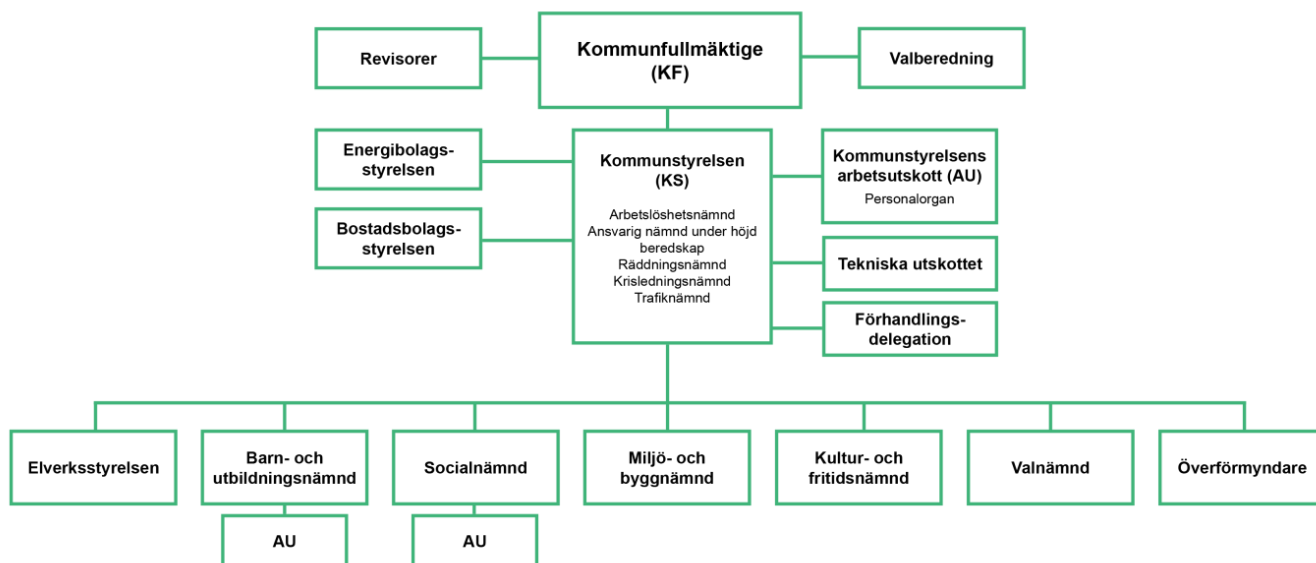 Revisorer
Kommunfullmäktige
(KF)
Valberedning
Energibolags-
styrelsen
Bostadsbolags-
styrelsen
Kommunstyrelsen
(KS)
Arbetslöshetsnämnd
Ansvarig nämnd under höjd
beredskap
Räddningsnämnd
Krisledningsnämnd
Trafiknämnd
Kommunstyrelsens
arbetsutskott (AU)
Personalorgan
Tekniska utskottet
Förhandlings-
delegation
Elverksstyrelsen
Barn- och
utbildningsnämnd
Socialnämnd
Miljö- och
byggnämnd
Kultur- och
fritidsnämnd
Valnämnd
Överförmyndare
AU
AU